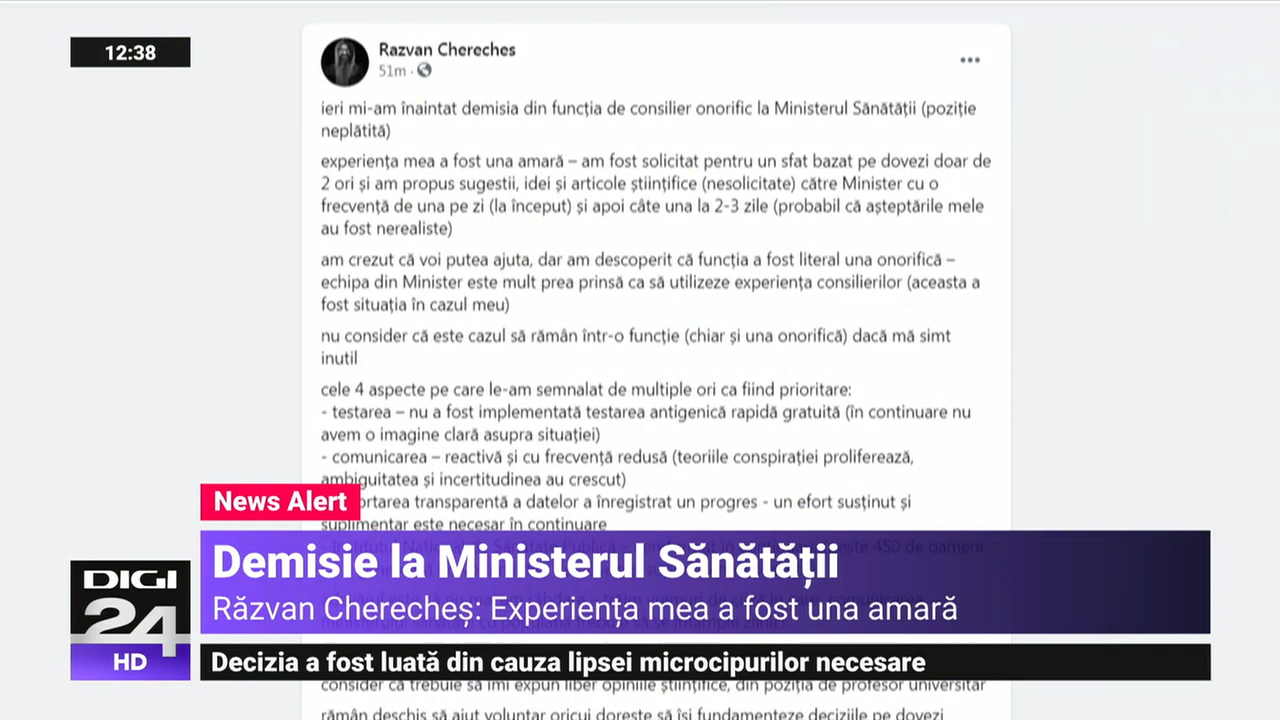 12:38
Razvan Chereches
51m ·
ieri mi-am înaintat demisia din funcția de consilier onorific la Ministerul Sănătății (poziție
neplătită)
experiența mea a fost una amară – am fost solicitat pentru un sfat bazat pe dovezi doar de
2 ori și am propus sugestii, idei și articole științifice (nesolicitate) către Minister cu o
frecvență de una pe zi (la început) și apoi câte una la 2-3 zile (probabil că așteptările mele
au fost nerealiste)
am crezut că voi putea ajuta, dar am descoperit că funcția a fost literal una onorifică –
echipa din Minister este mult prea prinsă ca să utilizeze experiența consilierilor (aceasta a
fost situația în cazul meu)
nu consider că este cazul să rămân într-o funcție (chiar și una onorifică) dacă mă simt
inutil
cele 4 aspecte pe care le-am semnalat de multiple ori ca fiind prioritare:
- testarea – nu a fost implementată testarea antigenică rapidă gratuită (în continuare nu
avem o imagine clară asupra situației)
- comunicarea – reactivă și cu frecvență redusă (teoriile conspirației proliferează,
ambiguitatea și incertitudinea au crescut)
ortarea transparentă a datelor a înregistrat un progres - un efort susținut și
suplimentar este necesar în continuare
News Alert
Demisie la Ministerul Sănătății
Răzvan Cherecheș: Experiența mea a fost una amară
DIGI
24
HD
Decizia a fost luată din cauza lipsei microcipurilor necesare
consider că trebuie să îmi expun liber opiniile științifice, din poziția de profesor universitar
rămân deschis să ajut voluntar oricui dorește să își fundamenteze deciziile pe dovezi